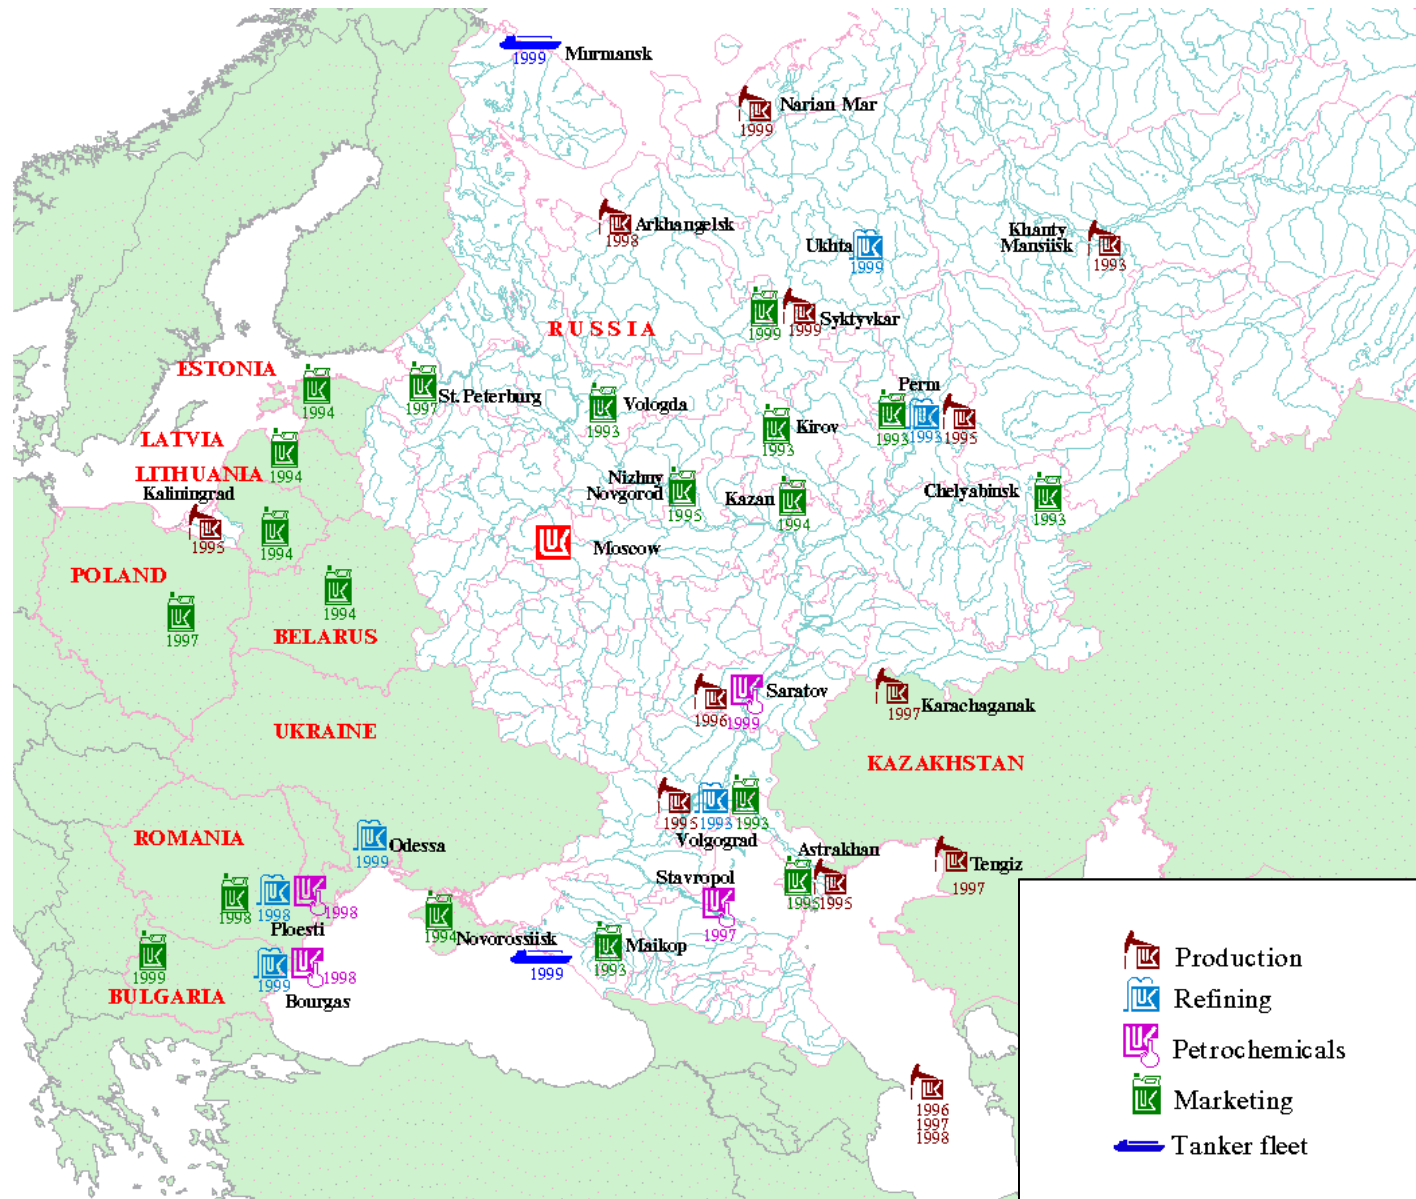 1999
Murmansk
Narian Mar
1999
Arkhangelsk
1998
Ukhta
1999
Khanty
Mansiisk
1993
RUSSIA
1999
1999
Syktyvkar
ESTONIA
1994
1997
St. Peterburg
Vologda
1993
Kirov
1993
Perm
1993
1993
1995
LATVIA
1994
LITHUANIA
Kaliningrad
1995
1994
Nizhny
Novgorod
1995
Kazan
1994
Chelyabinsk
1993
Moscow
POLAND
1997
1994
BELARUS
1996
1999
Saratov
1997
Karachaganak
UKRAINE
KAZAKHSTAN
1995
1993
1993
Volgograd
ROMANIA
1999
Odessa
Astrakhan
1995
1995
Tengiz
1997
Stavropol
1997
1998
1998
1998
Ploesti
1994
Novorossiisk
1999
Maikop
1993
1999
BULGARIA
1999
1998
Bourgas
1996
1997
1998
Production
Refining
Petrochemicals
Marketing
Tanker fleet